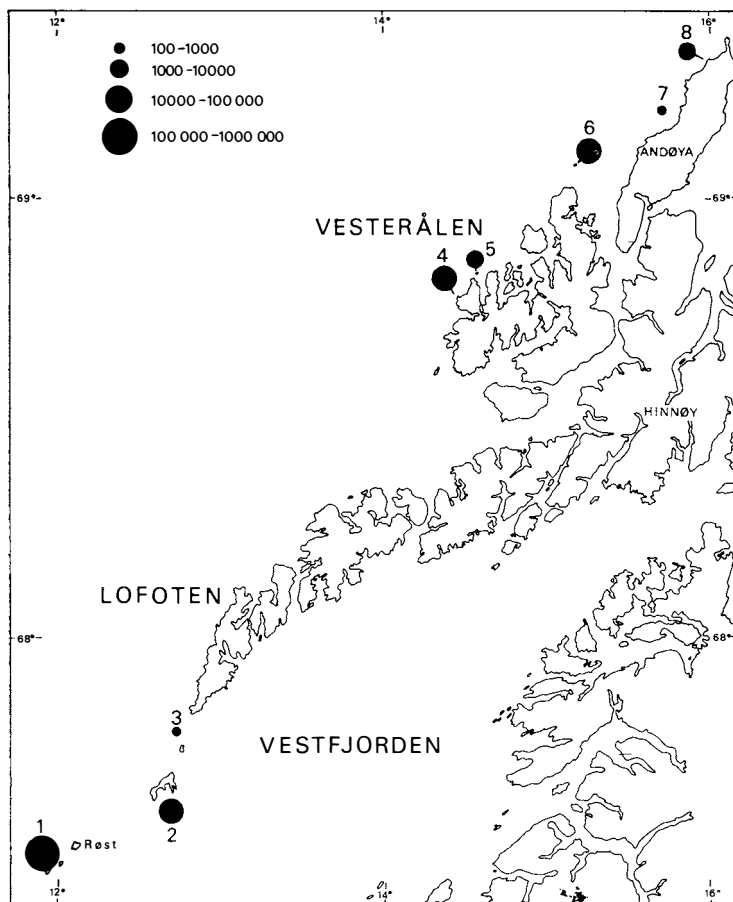 12° 14° 16°
100-1000
1000-10000
10000-100 000
100 000-1000 000
8
7
6
ANDØYA
69° 69°
VESTERÅLEN
5
4
HINNØY
LOFOTEN
68° 68°
3
VESTFJORDEN
2
1
Røst
12° 14° 16°